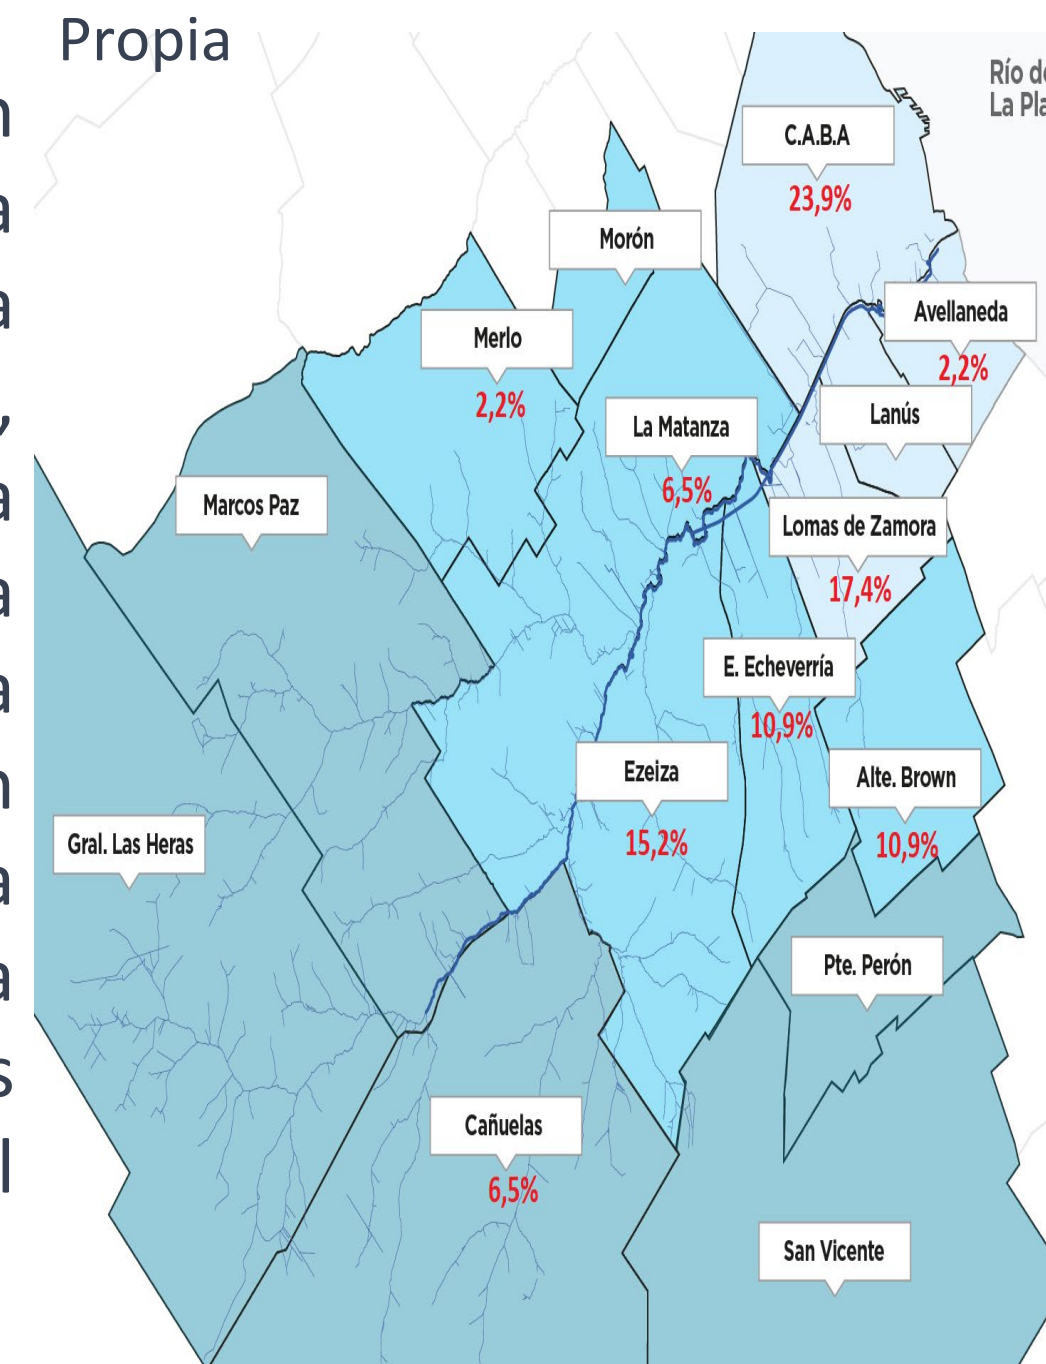 Propia
n
a
a
,
a
a
a
n
a
a
s
l
Río de
La Pla
C.A.B.A
23,9%
Morón
Avellaneda
2,2%
Merlo
2,2%
Lanús
La Matanza
6,5%
Marcos Paz
Lomas de Zamora
17,4%
E. Echeverría
10,9%
Ezeiza
15,2%
Alte. Brown
10,9%
Gral. Las Heras
Pte. Perón
Cañuelas
6,5%
San Vicente